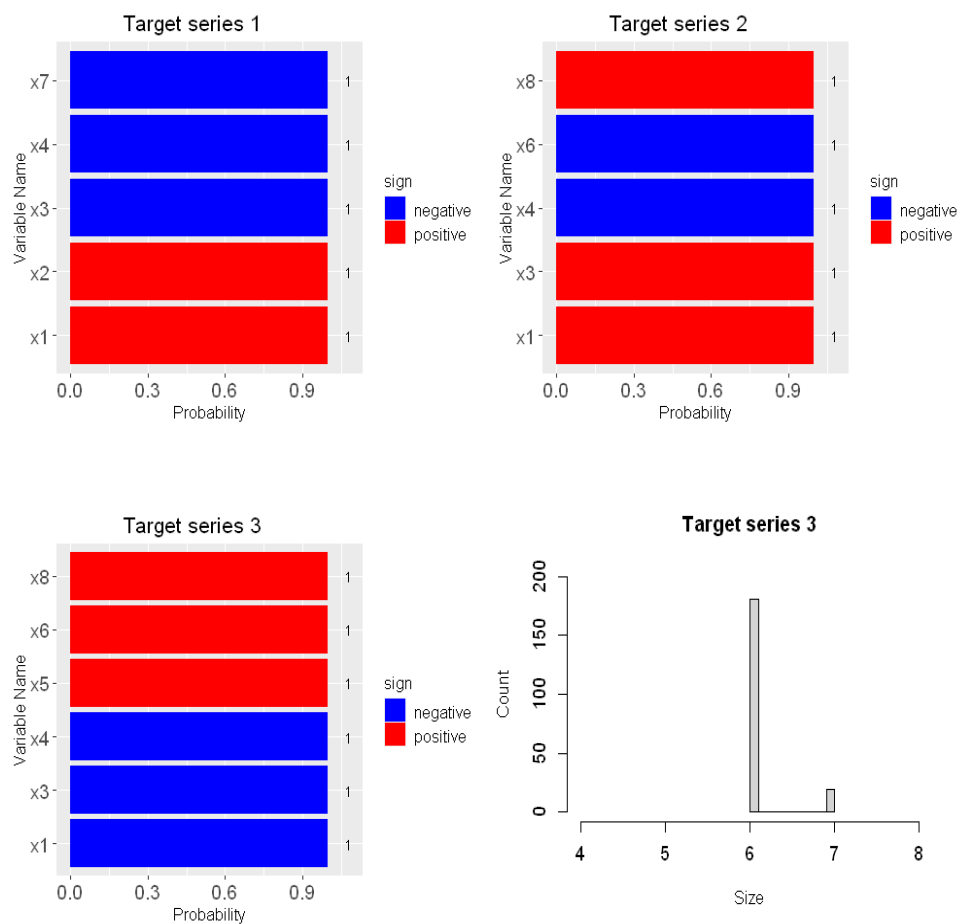 Target series 1
Variable Name
x7
1
x4
1
x3
1
x2
1
x1
1
0.0 0.3 0.6 0.9
Probability
sign
negative
positive
Target series 2
Variable Name
x8
1
x6
1
x4
1
x3
1
x1
1
0.0 0.3 0.6 0.9
Probability
sign
negative
positive
Target series 3
Variable Name
x8
1
x6
1
x5
1
x4
1
x3
1
x1
1
0.0 0.3 0.6 0.9
Probability
sign
negative
positive
Target series 3
Count
200
150
100
50
0
4 5 6 7 8
Size